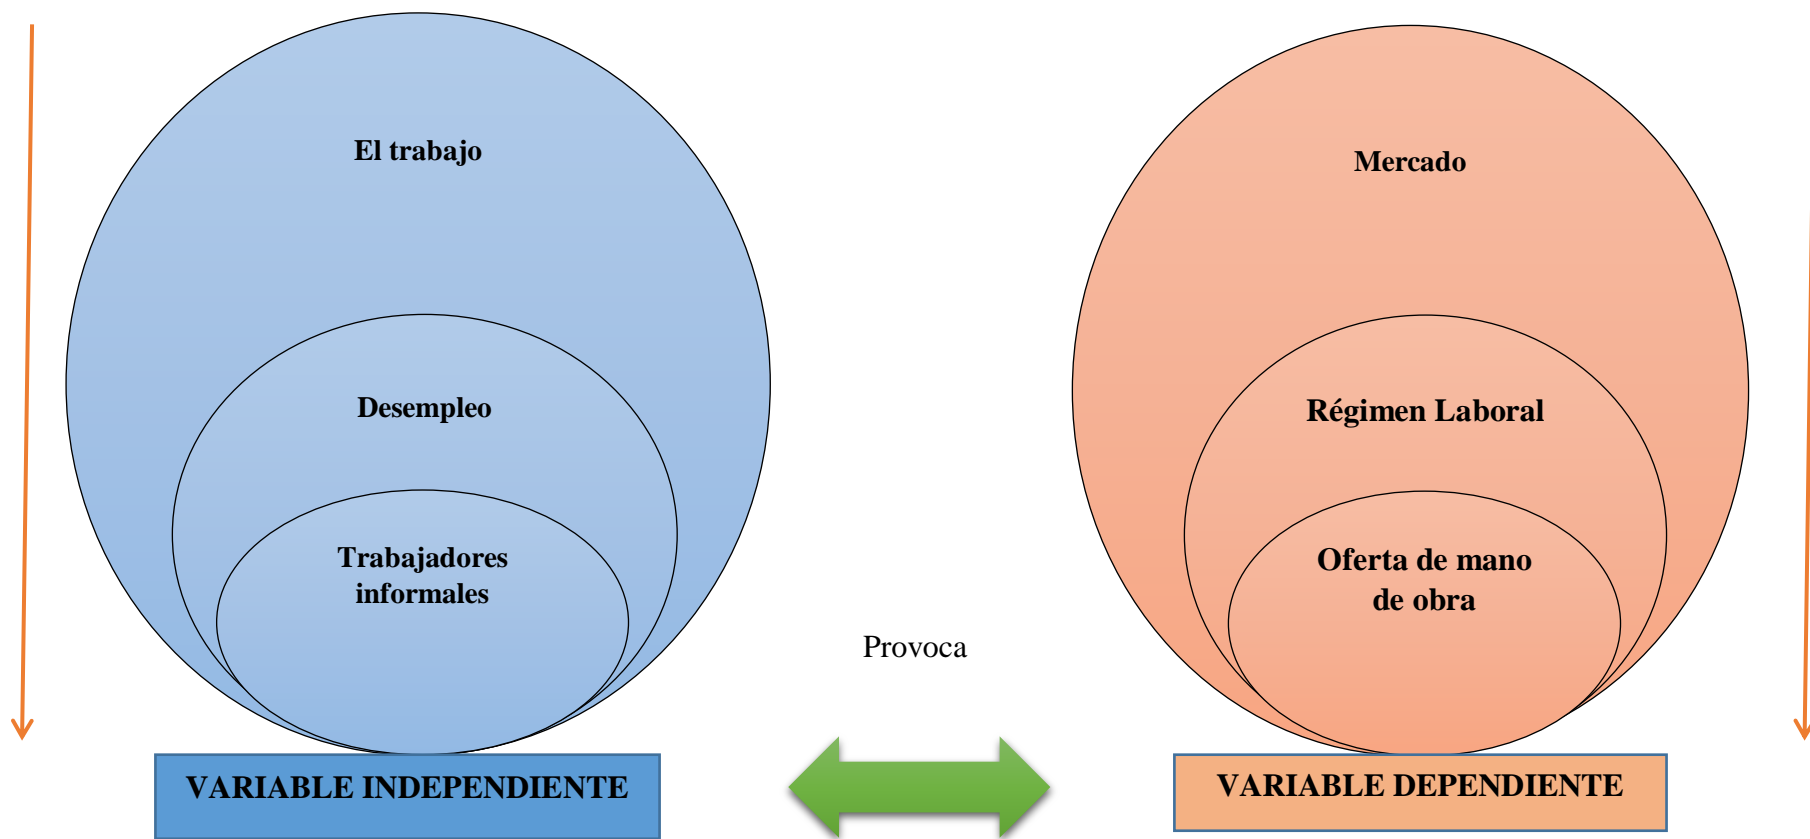 El trabajo
Desempleo
Trabajadores
informales
VARIABLE INDEPENDIENTE
Provoca
Mercado
Régimen Laboral
Oferta de mano
de obra
VARIABLE DEPENDIENTE